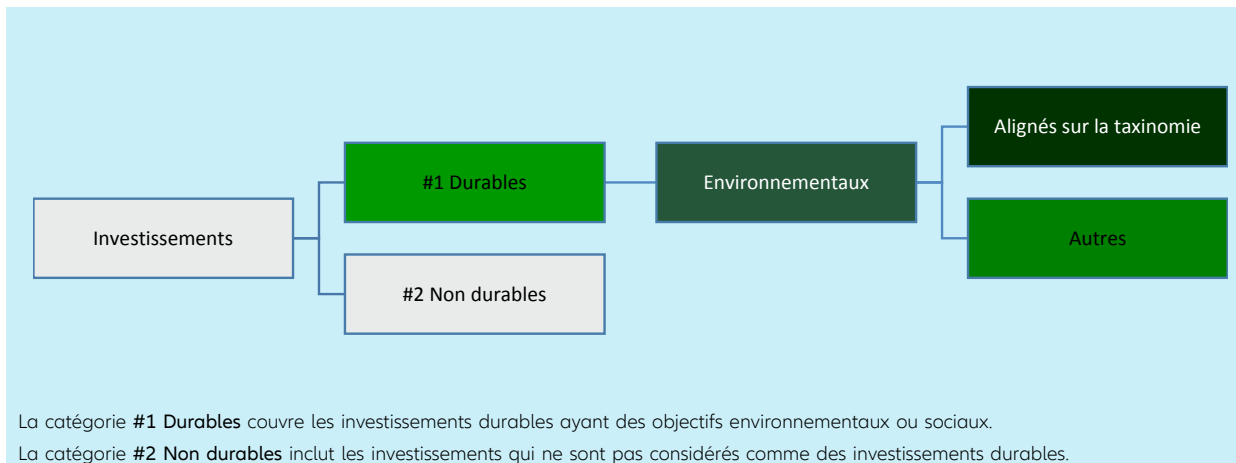 Alignés sur la taxinomie
#1 Durables
Environnementaux
Investissements
Autres
#2 Non durables
La catégorie #1 Durables couvre les investissements durables ayant des objectifs environnementaux ou sociaux.
La catégorie #2 Non durables inclut les investissements qui ne sont pas considérés comme des investissements durables.